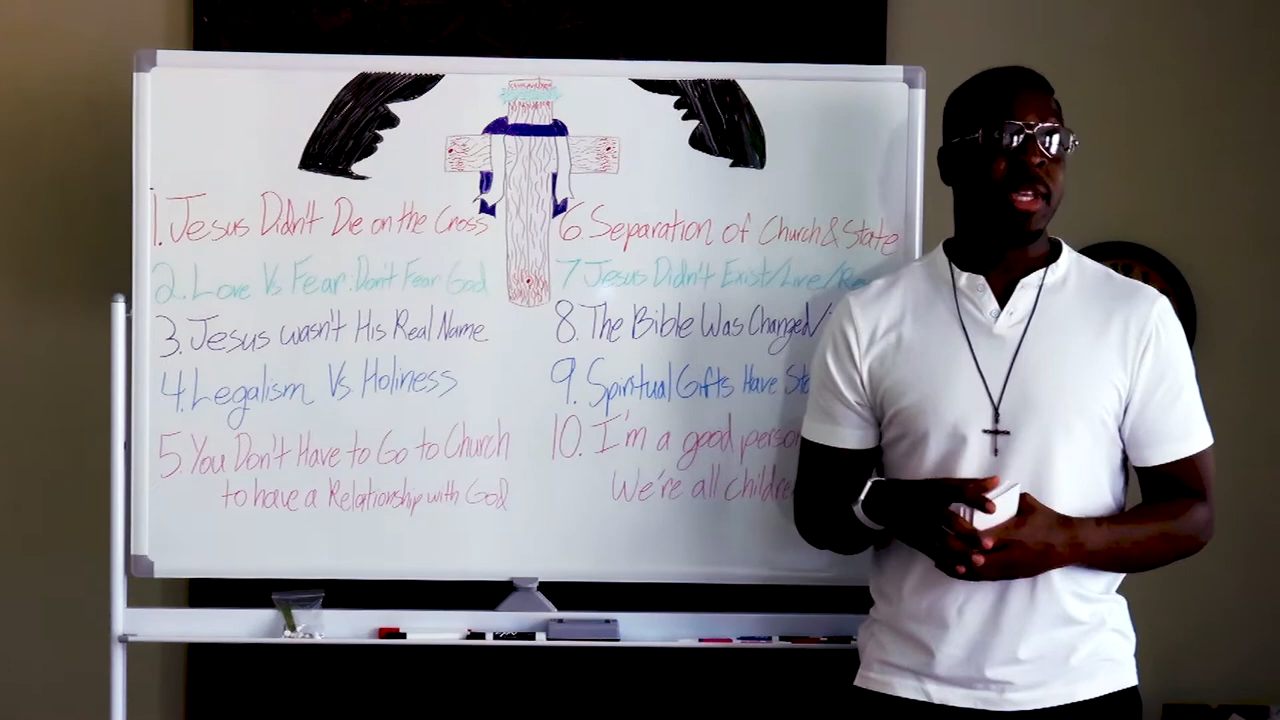 1. Jesus Didn't Die on the Cross
2. Love Vs Fear. Don't Fear God
3. Jesus wasn't His Real Name
4. Legalism Vs. Holiness
5. You Don't Have to Go to Church
to have a Relationship with God
6. Separation of Church & State
7 Jesus Didn't Exist/Live/
8. The Bible Was Changed/
9. Spiritual Gifts Have
10. I'm a good person
We're all